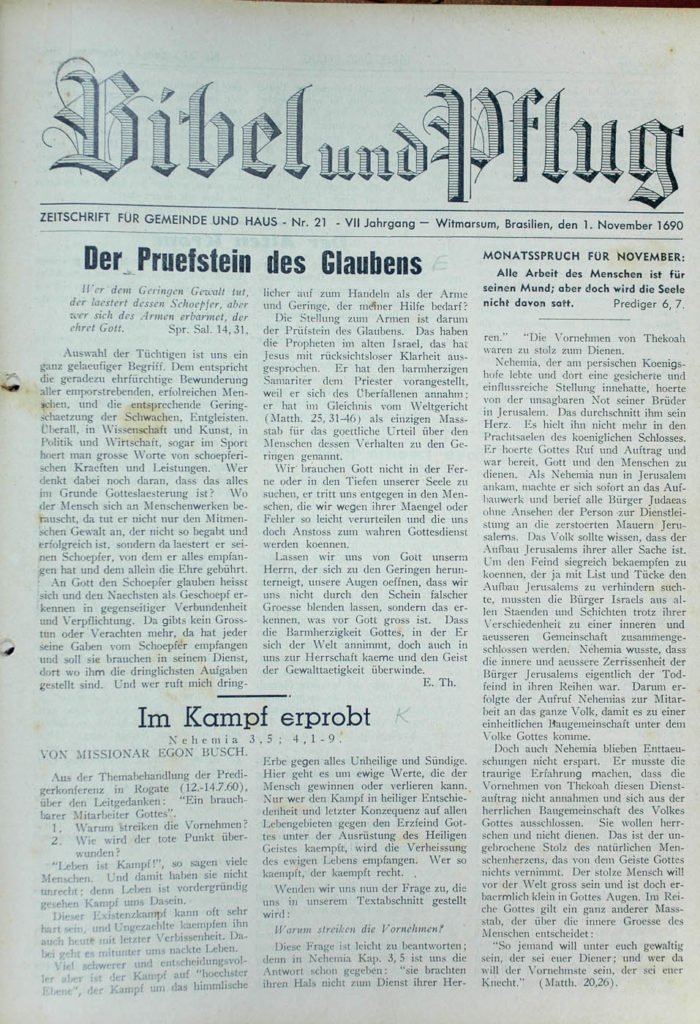 Bibel und Pflug
ZEITSCHRIFT FÜR GEMEINDE UND HAUS - Nr. 21 - VII Jahrgang — Witmarsum, Brasilien, den 1. November 1690
Der Pruefstein des Glaubens
Wer dem Geringen Gewalt tut,
der laestert dessen Schoepfer, aber
wer sich des Armen erbarmet, der
ehret Gott. Spr. Sal. 14, 31.
Auswahl der Tüchtigen ist uns ein
ganz gelaeufiger Begriff. Dem entspricht
die geradezu ehrfürchtige Bewunderung
aller emporstrebenden, erfolreichen Men-
schen, und die entsprechende Gering-
schaetzung der Schwachen, Entgleisten.
Überall, in Wissenschaft und Kunst, in
Politik und Wirtschaft, sogar im Sport
hoert man grosse Worte von schoepferi-
schen Kraeften und Leistungen. Wer
denkt dabei noch daran, dass das alles
im Grunde Gotteslaesterung ist? Wo
der Mensch sich an Menschenwerken be-
rauscht, da tut er nicht nur den Mitmen-
schen Gewalt an, der nicht so begabt und
erfolgreich ist, sondern da laestert er sei-
nen Schoepfer, von dem er alles empfan-
gen hat und dem allein die Ehre gebührt.
An Gott den Schoepfer glauben heisst
sich und den Naechsten als Geschoepf er-
kennen in gegenseitiger Verbundenheit
und Verpflichtung. Da gibts kein Gross-
tun oder Verachten mehr, da hat jeder
seine Gaben vom Schoepfer empfangen
und soll sie brauchen in seinem Dienst,
dort wo ihm die dringlichsten Aufgaben
gestellt sind. Und wer ruft mich dring-
licher auf zum Handeln als der Arme
und Geringe, der meiner Hilfe bedarf?
Die Stellung zum Armen ist darum
der Prüfstein des Glaubens. Das haben
die Propheten im alten Israel, das hat
Jesus mit rücksichtsloser Klarheit ausge-
sprochen. Er hat den barmherzigen
Samariter dem Priester vorangestellt,
weil er sich des Überfallenen annahm;
er hat im Gleichnis vom Weltgericht
(Matth. 25, 31-46) als einzigen Mass-
stab für das goettliche Urteil über den
Menschen dessen Verhalten zu den Ge-
ringen genannt.
Wir brauchen Gott nicht in der Fer-
ne oder in den Tiefen unserer Seele zu
suchen, er tritt uns entgegen in den Men-
schen, die wir wegen ihrer Maengel oder
Fehler so leicht verurteilen und die uns
doch Anstoss zum wahren Gottesdienst
werden koennen.
Lassen wir uns von Gott unserm
Herrn, der sich zu den Geringen herun-
terneigt, unsere Augen oeffnen, dass wir
uns nicht durch den Schein falscher
Groesse blenden lassen, sondern das er-
kennen, was vor Gott gross ist. Dass
die Barmherzigkeit Gottes, in der Er
sich der Welt annimmt, doch auch in
uns zur Herrschaft kaeme und den Geist
der Gewalttaetigkeit überwinde.
E. Th.
Im Kampf erprobt
Nehemia 3, 5; 4, 1-9.
VON MISSIONAR EGON BUSCH.
Aus der Themabehandlung der Predi-
gerkonferenz in Rogate (12.-14.7.60),
über den Leitgedanken: "Ein brauch-
barer Mitarbeiter Gottes".
1. Warum streiken die Vornehmen?
2. Wie wird der tote Punkt über-
wunden?
"Leben ist Kampf!", so sagen viele
Menschen. Und damit haben sie nicht
unrecht; denn Leben ist vordergründig
gesehen Kampf ums Dasein.
Dieser Existenzkampf kann oft sehr
hart sein, und Ungezaehlte kaempfen ihn
auch heute mit letzter Verbissenheit. Da-
bei geht es mitunter ums nackte Leben.
Viel schwerer und entscheidungsvol-
ler aber ist der Kampf auf "hoechster
Ebene", der Kampf um das himmlische
Erbe gegen alles Unheilige und Sündige.
Hier geht es um ewige Werte, die der
Mensch gewinnen oder verlieren kann.
Nur wer den Kampf in heiliger Entschie-
denheit und letzter Konsequenz auf allen
Lebengebieten gegen den Erzfeind Got-
tes unter der Ausrüstung des Heiligen
Geistes kaempft, wird die Verheissung
des ewigen Lebens empfangen. Wer so
kaempft, der kaempft recht.
Wenden wir uns nun der Frage zu, die
uns in unserem Textabschnitt gestellt
wird:
Warum streiken die Vornehmen?
Diese Frage ist leicht zu beantworten;
denn in Nehemia Kap. 3, 5 ist uns die
Antwort schon gegeben: "sie brachten
ihren Hals nicht zum Dienst ihrer Her-
MONATSSPRUCH FÜR NOVEMBER:
Alle Arbeit des Menschen ist für
seinen Mund; aber doch wird die Seele
nicht davon satt. Prediger 6, 7.
ren." "Die Vornehmen von Thekoah
waren zu stolz zum Dienen.
Nehemia, der am persischen Koenigs-
hofe lebte und dort eine gesicherte und
einflussreiche Stellung innehatte, hoerte
von der unsagbaren Not seiner Brüder
in Jerusalem. Das durchschnitt ihm sein
Herz. Es hielt ihn nicht mehr in den
Prachtsaelen des koeniglichen Schlosses.
Er hoerte Gottes Ruf und Auftrag und
war bereit, Gott und den Menschen zu
dienen. Als Nehemia nun in Jerusalem
ankam, machte er sich sofort an das Auf-
bauwerk und berief alle Bürger Judaeas
ohne Ansehen der Person zur Dienstlei-
stung an die zerstoerten Mauern Jeru-
salems. Das Volk sollte wissen, dass der
Aufbau Jerusalems ihrer aller Sache ist.
Um den Feind siegreich bekaempfen zu
koennen, der ja mit List und Tücke den
Aufbau Jerusalems zu verhindern such-
te, mussten die Bürger Israels aus al-
len Staenden und Schichten trotz ihrer
Verschiedenheit zu einer inneren und
aeusseren Gemeinschaft zusammenge-
schlossen werden. Nehemia wusste, dass
die innere und aeussere Zerrissenheit der
Bürger Jerusalems eigentlich der Tod-
feind in ihren Reihen war. Darum er-
folgte der Aufruf Nehemias zur Mitar-
beit an das ganze Volk, damit es zu einer
einheitlichen Baugemeinschaft unter dem
Volke Gottes komme.
Doch auch Nehemia blieben Enttaeu-
schungen nicht erspart. Er musste die
traurige Erfahrung machen, dass die
Vornehmen von Thekoah diesen Dienst-
auftrag nicht annahmen und sich aus der
herrlichen Baugemeinschaft des Volkes
Gottes ausschlossen. Sie wollen herr-
schen und nicht dienen. Das ist der un-
gebrochene Stolz des natürlichen Men-
schenherzens, das von dem Geiste Gottes
nichts vernimmt. Der stolze Mensch will
vor der Welt gross sein und ist doch er-
baermlich klein in Gottes Augen. Im Rei-
che Gottes gilt ein ganz anderer Mass-
stab, der über die innere Groesse des
Menschen entscheidet:
"So jemand will unter euch gewaltig
sein, der sei euer Diener; und wer da
will der Vornehmste sein, der sei euer
Knecht." (Matth. 20,26).